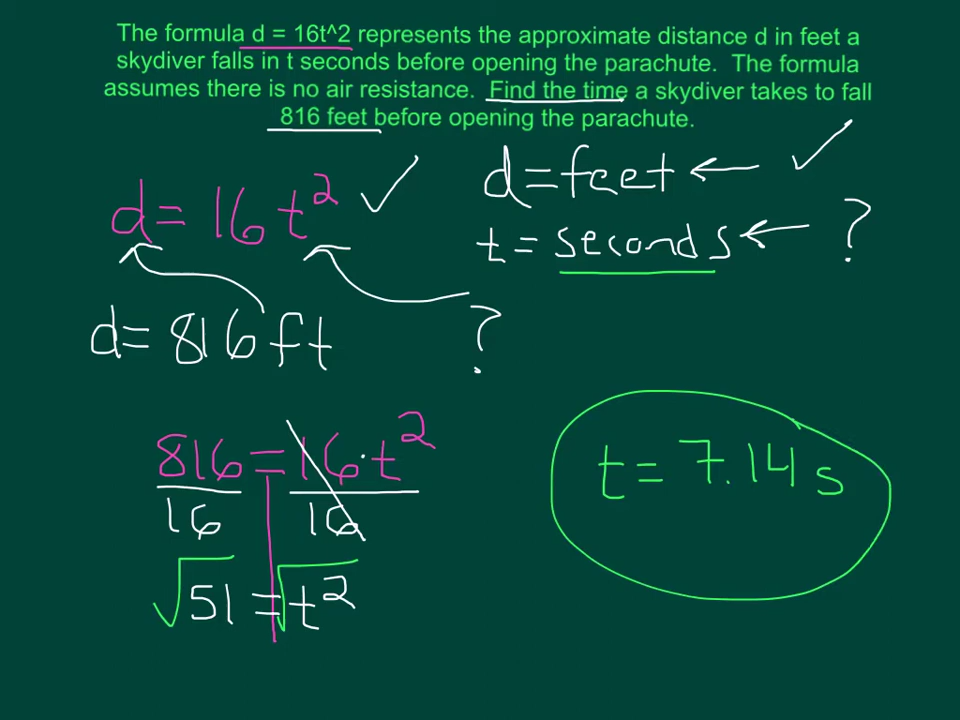 The formula d = 16t^2 represents the approximate distance d in feet a
skydiver falls in t seconds before opening the parachute. The formula
assumes there is no air resistance. Find the time a skydiver takes to fall
816 feet before opening the parachute.
d = 16t² ✓
d = feet ← ✓
t = seconds ← ?
d = 816 ft
?
816 = 16·t²
16 16
√51 = √t²
t = 7.14 s